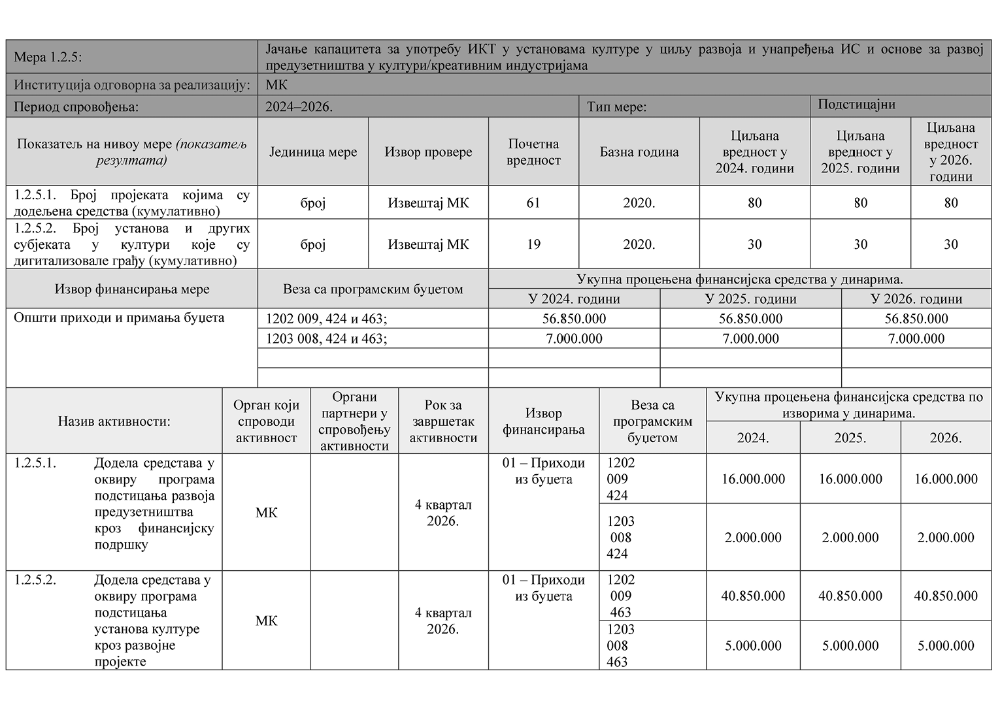 Мера 1.2.5:
Јачање капацитета за употребу ИКТ у установама културе у циљу развоја и унапређења ИС и основе за развој
предузетништва у култури/креативним индустријама
Институција одговорна за реализацију:
МК
Период спровођења:
2024–2026.
Тип мере:
Подстицајни
Показатељ на нивоу мере (показатељ
резултата)
Јединица мере
Извор провере
Почетна
вредност
Базна година
Циљана
вредност у
2024. години
Циљана
вредност у
2025. години
Циљана
вредност
у 2026.
години
1.2.5.1. Број пројеката којима су
додељена средства (кумулативно)
број
Извештај МК
61
2020.
80
80
80
1.2.5.2. Број установа и других
субјеката у култури које су
дигитализовале грађу (кумулативно)
број
Извештај МК
19
2020.
30
30
30
Извор финансирања мере
Веза са програмским буџетом
Укупна процењена финансијска средства у динарима.
У 2024. години
У 2025. години
У 2026. години
Општи приходи и примања буџета
1202 009, 424 и 463;
56.850.000
56.850.000
56.850.000
1203 008, 424 и 463;
7.000.000
7.000.000
7.000.000
Назив активности:
Орган који
спроводи
активност
Органи
партнери у
спровођењу
активности
Рок за
завршетак
активности
Извор
финансирања
Веза са
програмским
буџетом
Укупна процењена финансијска средства по
изворима у динарима.
2024.
2025.
2026.
1.2.5.1.
Додела средстава у
оквиру програма
подстицања развоја
предузетништва
кроз финансијску
подршку
МК
4 квартал
2026.
01 – Приходи
из буџета
1202
009
424
16.000.000
16.000.000
16.000.000
1203
008
424
2.000.000
2.000.000
2.000.000
1.2.5.2.
Додела средстава у
оквиру програма
подстицања
установа културе
кроз развојне
пројекте
МК
4 квартал
2026.
01 – Приходи
из буџета
1202
009
463
40.850.000
40.850.000
40.850.000
1203
008
463
5.000.000
5.000.000
5.000.000